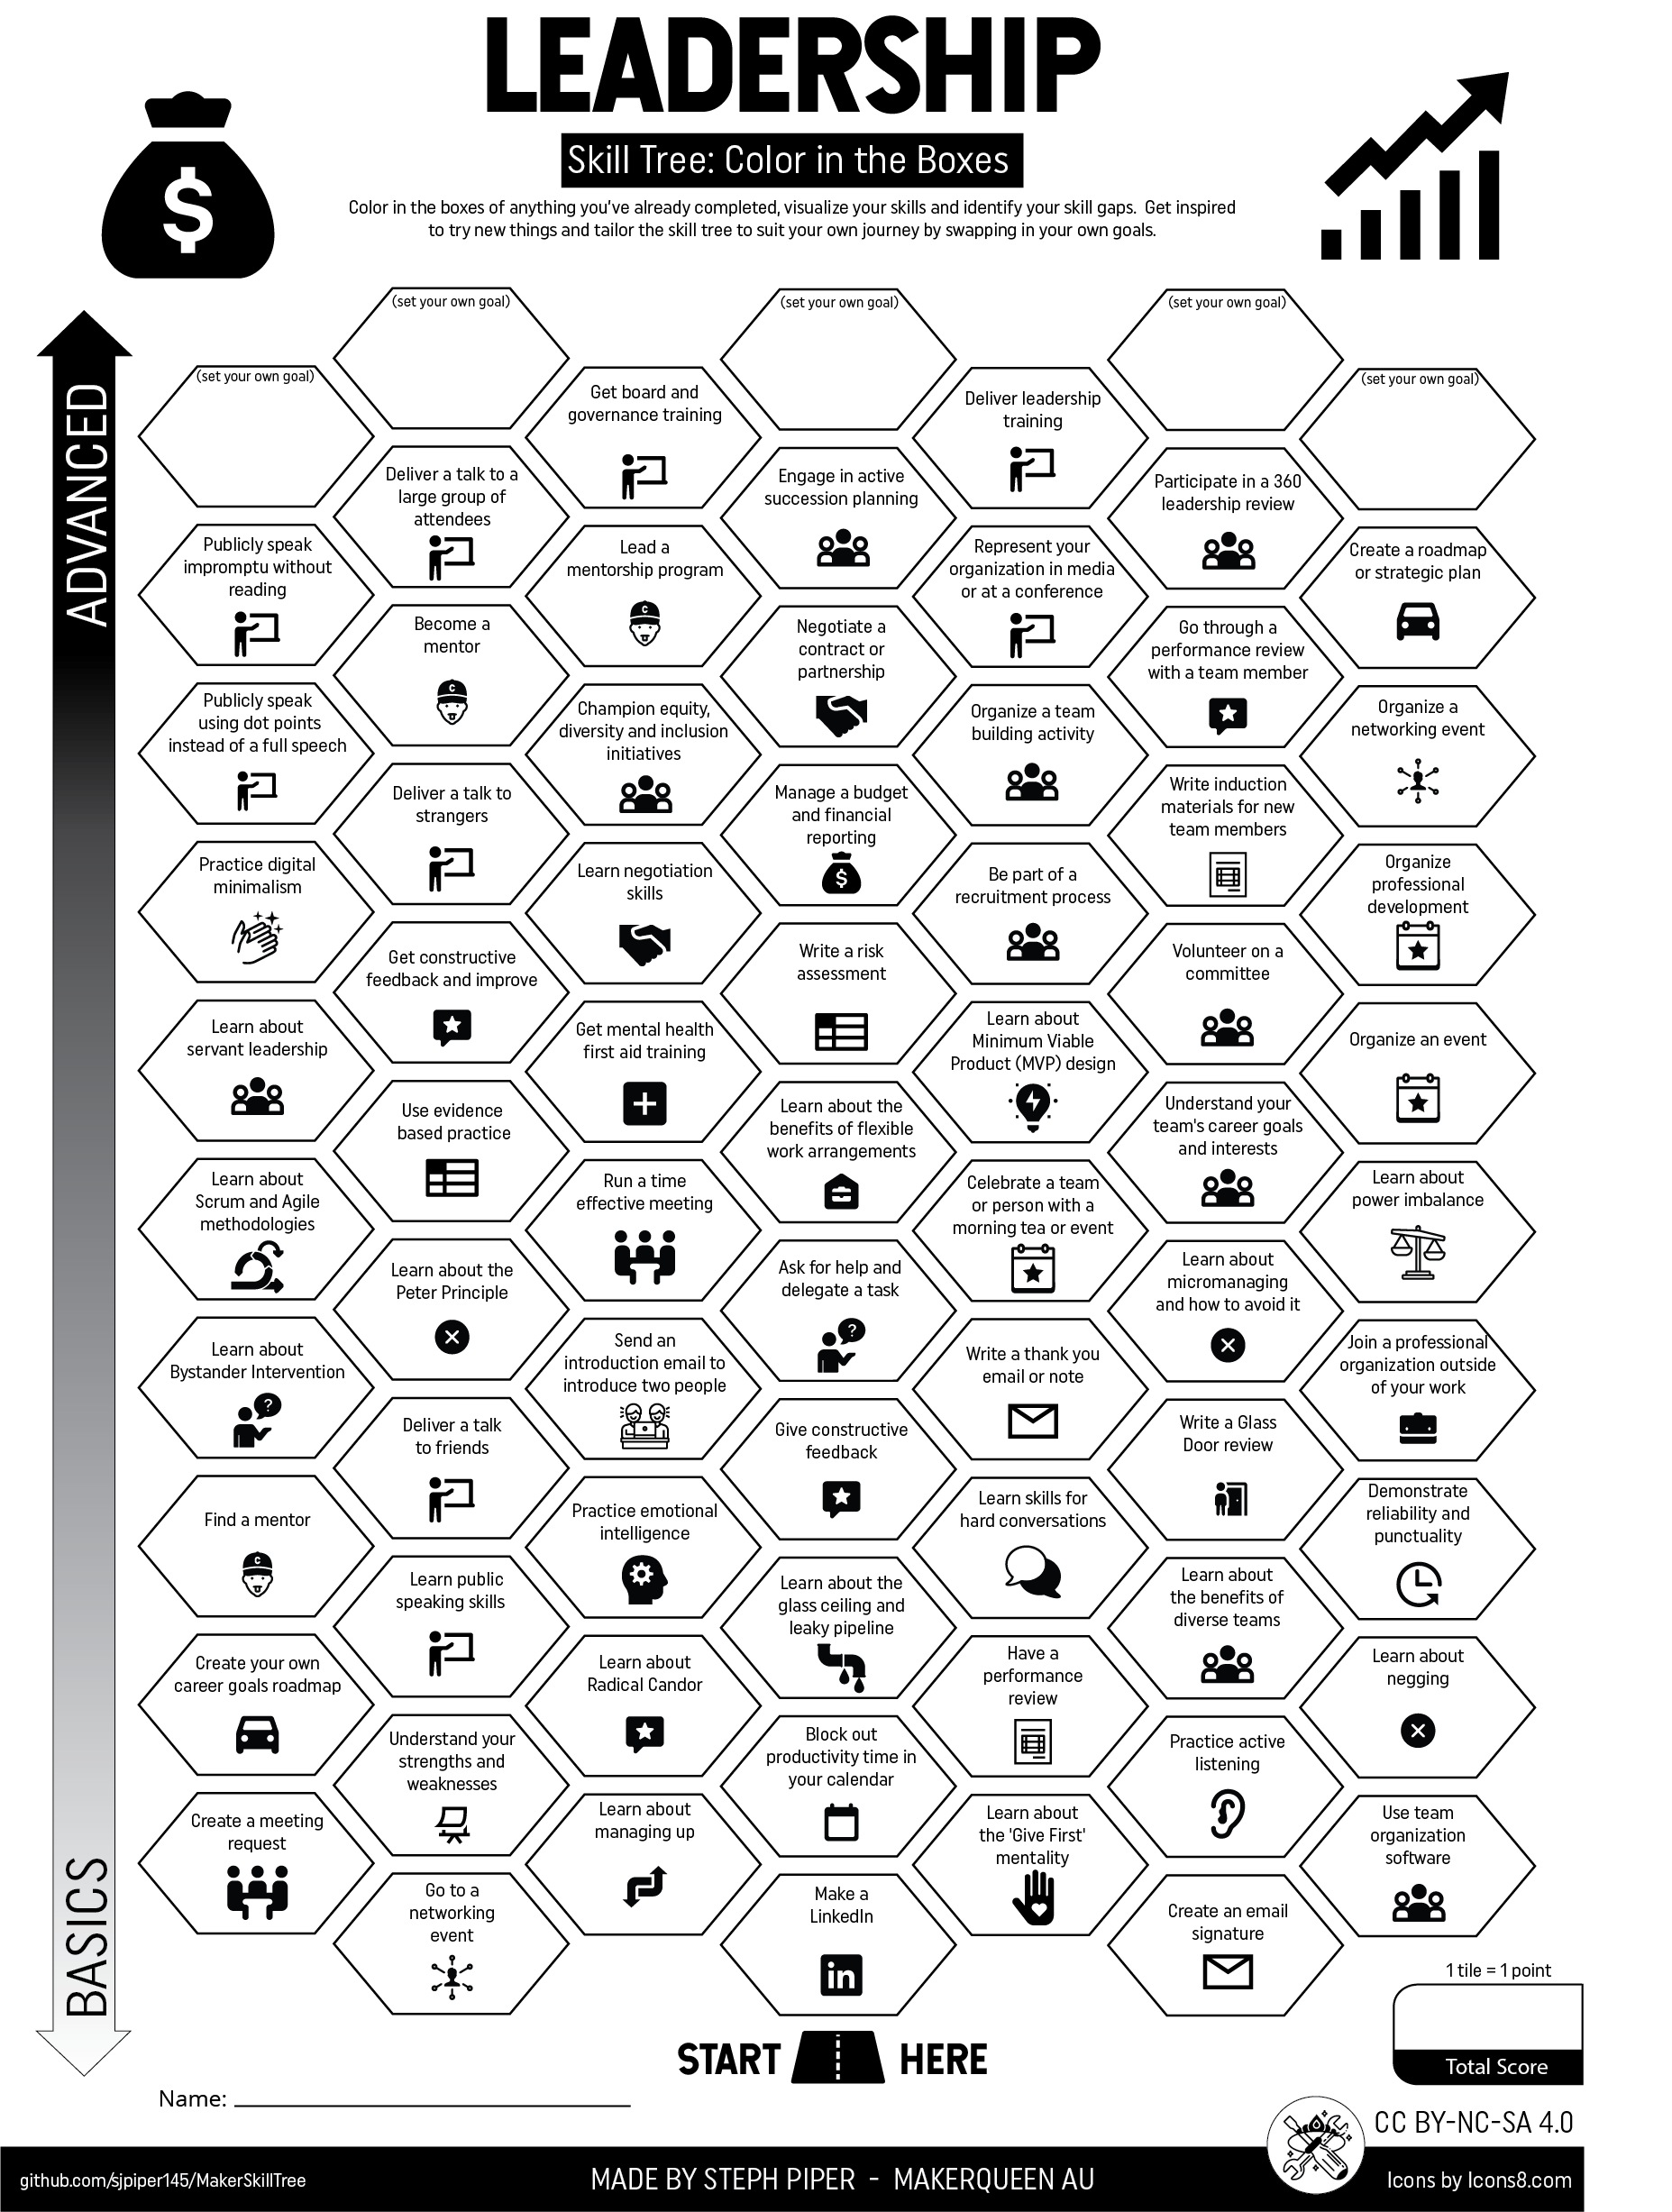 LEADERSHIP
Skill Tree: Color in the Boxes
Color in the boxes of anything you've already completed, visualize your skills and identify your skill gaps.  Get inspired
to try new things and tailor the skill tree to suit your own journey by swapping in your own goals.
ADVANCED
BASICS
(set your own goal)
(set your own goal)
(set your own goal)
(set your own goal)
(set your own goal)
Get board and
governance training
Deliver leadership
training
Deliver a talk to a
large group of
attendees
Engage in active
succession planning
Participate in a 360
leadership review
Publicly speak
impromptu without
reading
Lead a
mentorship program
Represent your
organization in media
or at a conference
Create a roadmap
or strategic plan
Become a
mentor
Negotiate a
contract or
partnership
Go through a
performance review
with a team member
Publicly speak
using dot points
instead of a full speech
Champion equity,
diversity and inclusion
initiatives
Organize a team
building activity
Organize a
networking event
Deliver a talk to
strangers
Manage a budget
and financial
reporting
Write induction
materials for new
team members
Practice digital
minimalism
Learn negotiation
skills
Be part of a
recruitment process
Organize
professional
development
Get constructive
feedback and improve
Write a risk
assessment
Volunteer on a
committee
Learn about
servant leadership
Get mental health
first aid training
Learn about
Minimum Viable
Product (MVP) design
Organize an event
Use evidence
based practice
Learn about the
benefits of flexible
work arrangements
Understand your
team's career goals
and interests
Learn about
Scrum and Agile
methodologies
Run a time
effective meeting
Celebrate a team
or person with a
morning tea or event
Learn about
power imbalance
Learn about the
Peter Principle
Ask for help and
delegate a task
Learn about
micromanaging
and how to avoid it
Learn about
Bystander Intervention
Send an
introduction email to
introduce two people
Write a thank you
email or note
Join a professional
organization outside
of your work
Deliver a talk
to friends
Give constructive
feedback
Write a Glass
Door review
Find a mentor
Practice emotional
intelligence
Learn skills for
hard conversations
Demonstrate
reliability and
punctuality
Learn public
speaking skills
Learn about the
glass ceiling and
leaky pipeline
Learn about
the benefits of
diverse teams
Create your own
career goals roadmap
Learn about
Radical Candor
Have a
performance
review
Learn about
negging
Understand your
strengths and
weaknesses
Block out
productivity time in
your calendar
Practice active
listening
Create a meeting
request
Learn about
managing up
Learn about
the 'Give First'
mentality
Use team
organization
software
Go to a
networking
event
Make a
LinkedIn
in
Create an email
signature
1 tile = 1 point
Total Score
START HERE
Name:
CC BY-NC-SA 4.0
github.com/sjpiper145/MakerSkillTree
MADE BY STEPH PIPER  -  MAKERQUEEN AU
Icons by Icons8.com